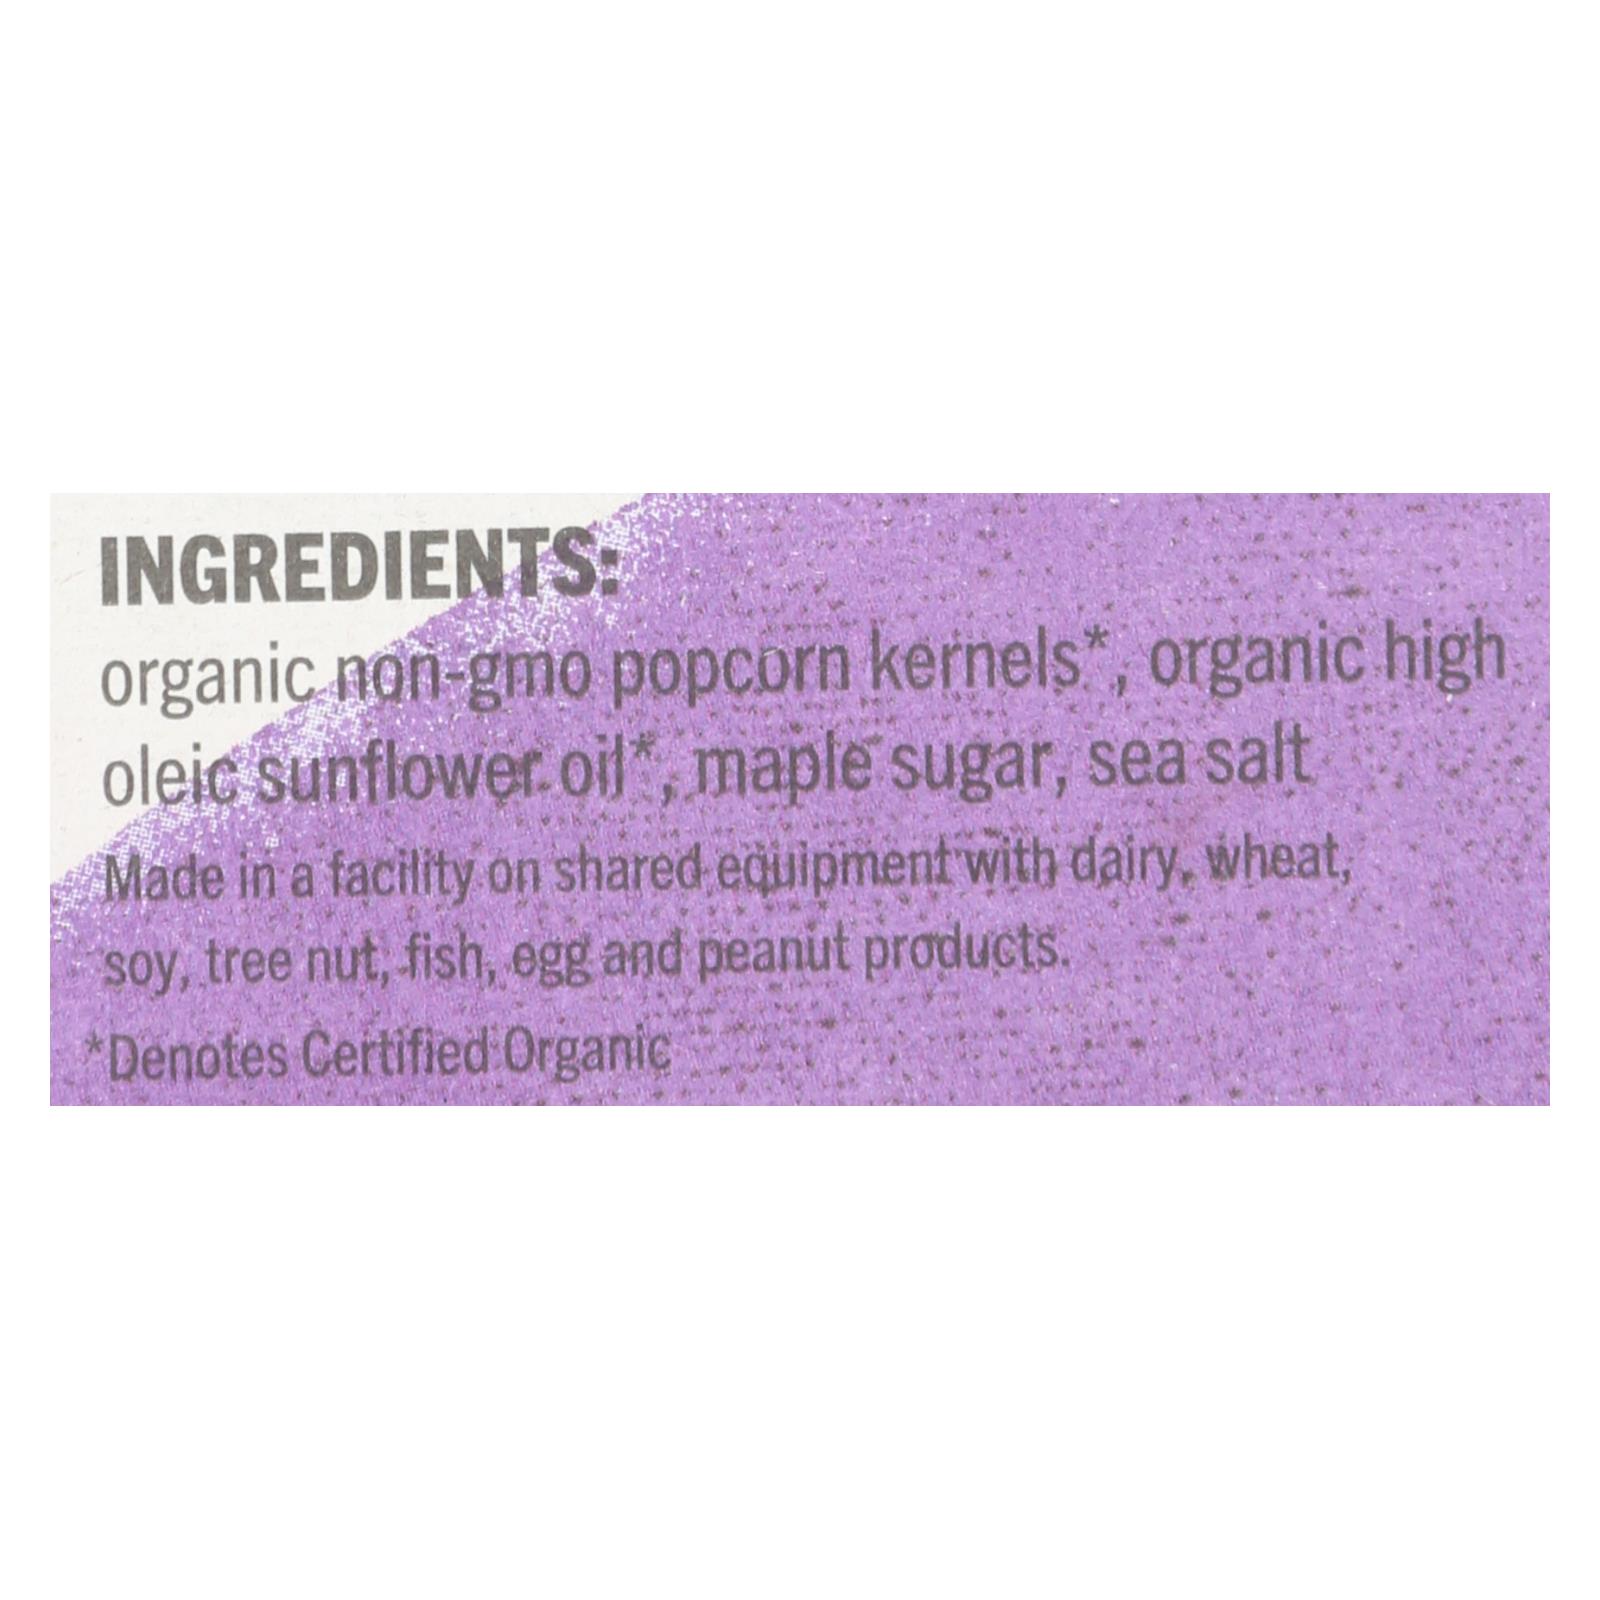 INGREDIENTS:
organic non-gmo popcorn kernels*, organic high
oleic sunflower oil*, maple sugar, sea salt
Made in a facility on shared equipment with dairy, wheat,
soy, tree nut, fish, egg and peanut products.
*Denotes Certified Organic